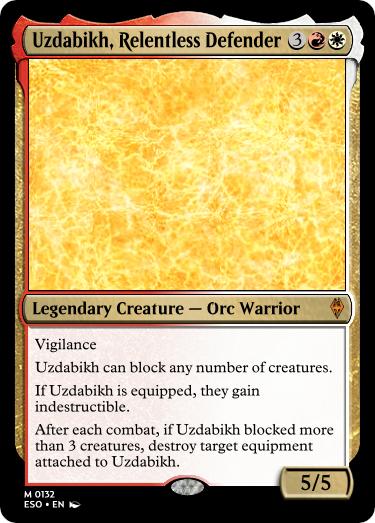 Uzdabikh, Relentless Defender 3
Legendary Creature — Orc Warrior
Vigilance
Uzdabikh can block any number of creatures.
If Uzdabikh is equipped, they gain
indestructible.
After each combat, if Uzdabikh blocked more
than 3 creatures, destroy target equipment
attached to Uzdabikh.
5/5
M 0132
ESO • EN